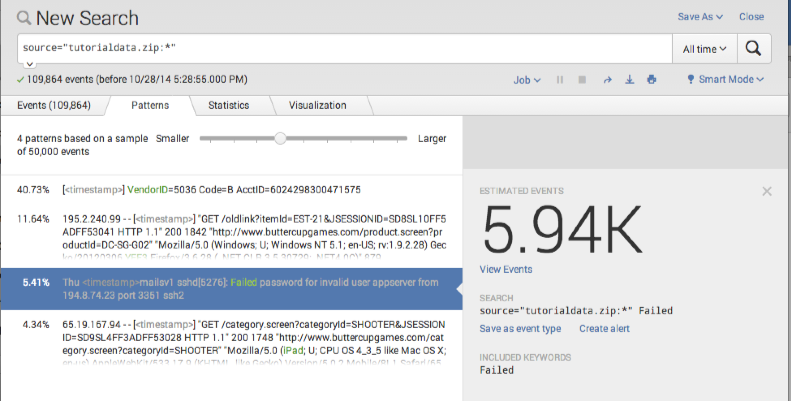 New Search
Save As
Close
source="tutorialdata.zip:*"
All time
109,864 events (before 10/28/14 5:28:55.000 PM)
Job
Smart Mode
Events (109,864)
Patterns
Statistics
Visualization
4 patterns based on a sample
of 50,000 events
Smaller
Larger
40.73%
[<timestamp>] VendorID=5036 Code=B AcctID=6024298300471575
11.64%
195.2.240.99 - - [<timestamp>] "GET /oldlink?itemId=EST-21&JSESSIONID=SD8SL10FF5
ADFF53041 HTTP 1.1" 200 1842 "http://www.buttercupgames.com/product.screen?pr
oductId=DC-SG-G02" "Mozilla/5.0 (Windows; U; Windows NT 5.1; en-US; rv:1.9.2.28) Gec
5.41%
Thu <timestamp>mailsv1 sshd[5276]: Failed password for invalid user appserver from
194.8.74.23 port 3351 ssh2
4.34%
65.19.167.94 - - [<timestamp>] "GET /category.screen?categoryId=SHOOTER&JSESSION
ID=SD9SL4FF3ADFF53028 HTTP 1.1" 200 1748 "http://www.buttercupgames.com/cat
egory.screen?categoryId=SHOOTER" "Mozilla/5.0 (iPad; U; CPU OS 4_3_5 like Mac OS X;
ESTIMATED EVENTS
5.94K
View Events
SEARCH
source="tutorialdata.zip:*" Failed
Save as event type
Create alert
INCLUDED KEYWORDS
Failed